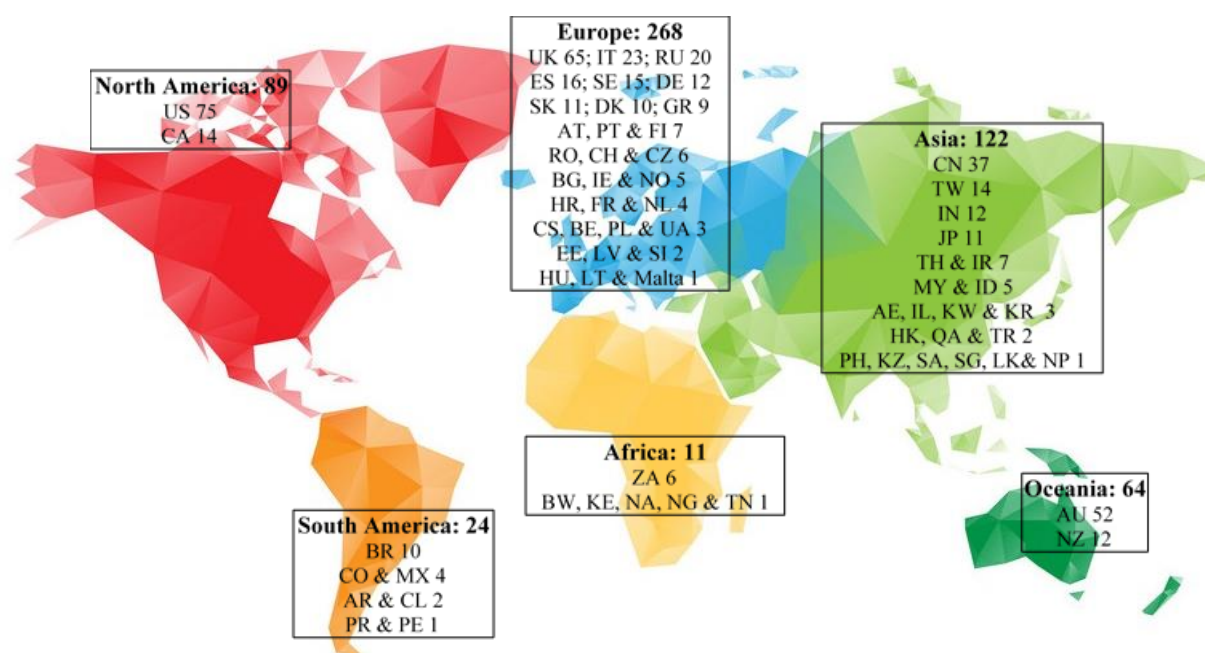 North America: 89
US 75
CA 14
Europe: 268
UK 65; IT 23; RU 20
ES 16; SE 15; DE 12
SK 11; DK 10; GR 9
AT, PT & FI 7
RO, CH & CZ 6
BG, IE & NO 5
HR, FR & NL 4
CS, BE, PL & UA 3
EE, LV & SI 2
HU, LT & Malta 1
Asia: 122
CN 37
TW 14
IN 12
JP 11
TH & IR 7
MY & ID 5
AE, IL, KW & KR 3
HK, QA & TR 2
PH, KZ, SA, SG, LK& NP 1
Africa: 11
ZA 6
BW, KE, NA, NG & TN 1
South America: 24
BR 10
CO & MX 4
AR & CL 2
PR & PE 1
Oceania: 64
AU 52
NZ 12